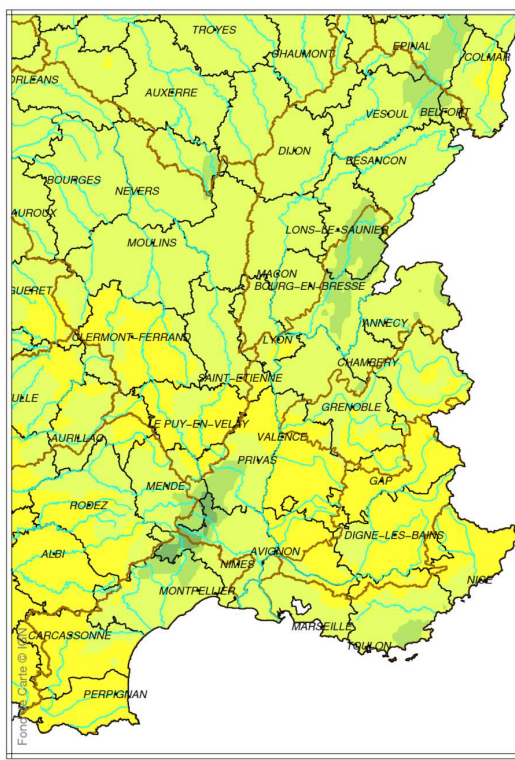 TROYES
EPINAL
CHAUMONT
COLMAR
ORLEANS
AUXERRE
VESOUL
BELFORT
DIJON
BESANCON
BOURGES
NEVERS
AUROUX
LONS-LE-SAUNIER
MOULINS
MACON
BOURG-EN-BRESSE
GUERET
ANNECY
CLERMONT-FERRAND
LYON
CHAMBERY
SAINT-ETIENNE
ULLE
GRENOBLE
LE PUY-EN-VELAY
AURILLAC
VALENCE
PRIVAS
GAP
MENDE
RODEZ
DIGNE-LES-BAINS
ALBI
AVIGNON
NIMES
NICE
MONTPELLIER
MARSEILLE
CARCASSONNE
TOULON
PERPIGNAN
Fond de Carte © IGN